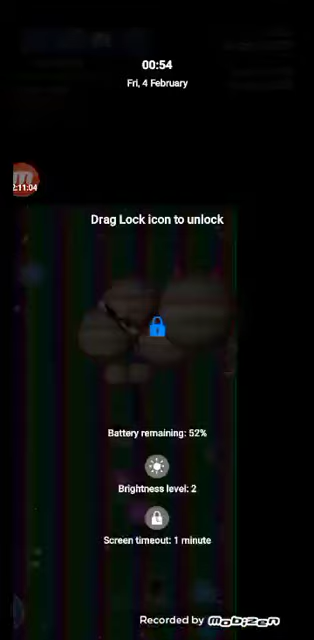 00:54
Fri, 4 February
2:11:04
Drag Lock icon to unlock
Battery remaining: 52%
Brightness level: 2
Screen timeout: 1 minute
Recorded by mobizen